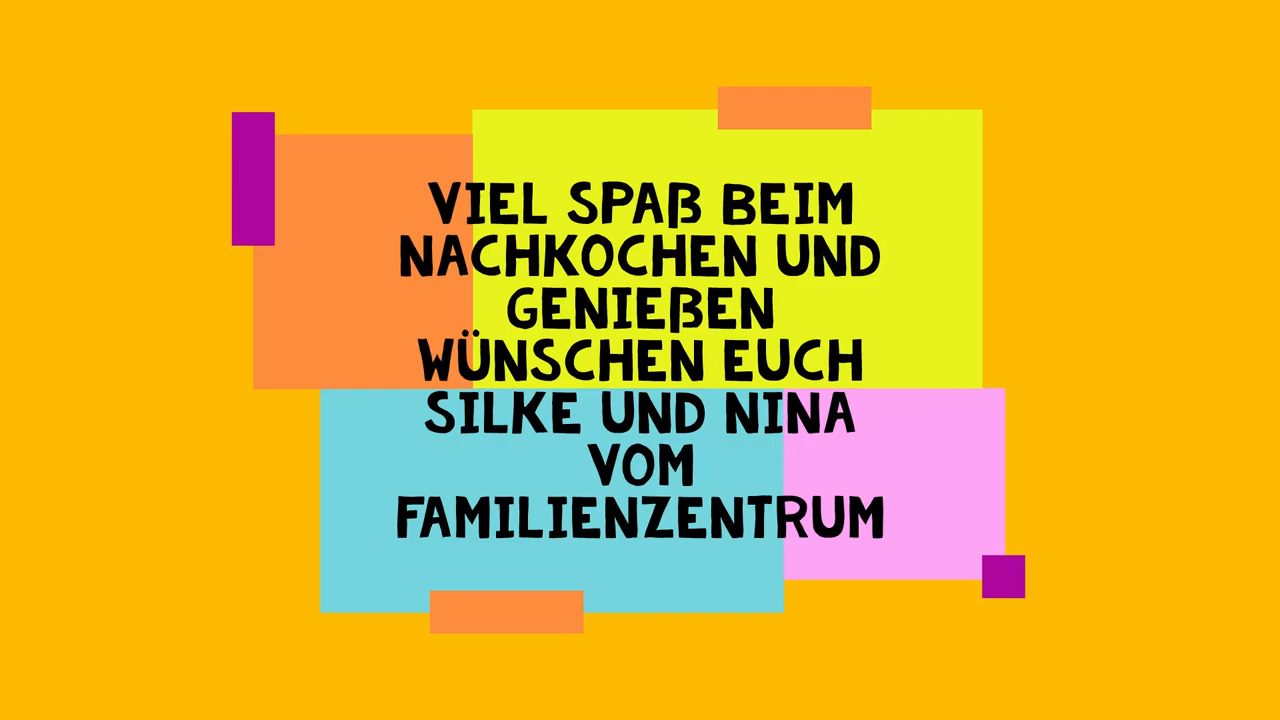 VIEL SPAß BEIM
NACHKOCHEN UND
GENIEßEN
WÜNSCHEN EUCH
SILKE UND NINA
VOM
FAMILIENZENTRUM